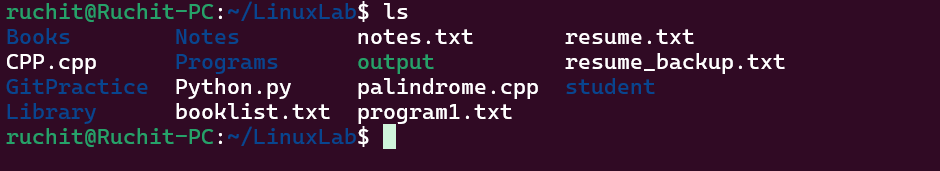 ruchit@Ruchit-PC:~/LinuxLab$ ls
Books Notes notes.txt resume.txt
CPP.cpp Programs output resume_backup.txt
GitPractice Python.py palindrome.cpp student
Library booklist.txt program1.txt
ruchit@Ruchit-PC:~/LinuxLab$